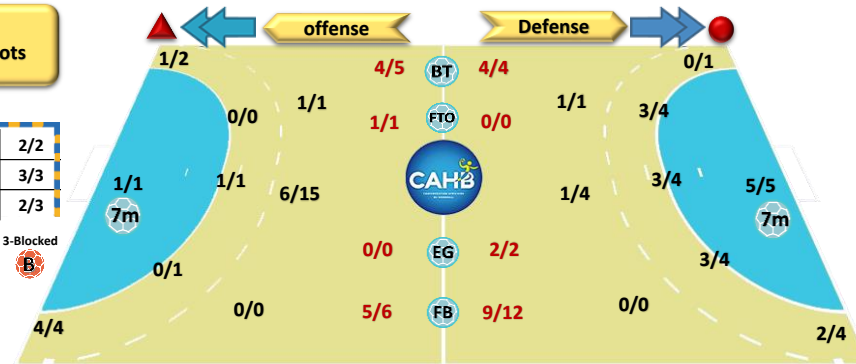 offense
Defense
ots
1/2
4/5 BT 4/4
0/1
0/0 1/1
1/1 FTO 0/0
1/1 3/4
2/2
3/3
2/3
1/1 1/1
6/15
CAHB
1/4
3/4
5/5
7m
7m
3-Blocked
B
0/1
0/0 EG 2/2
3/4
0/0
5/6 FB 9/12
0/0
4/4
2/4